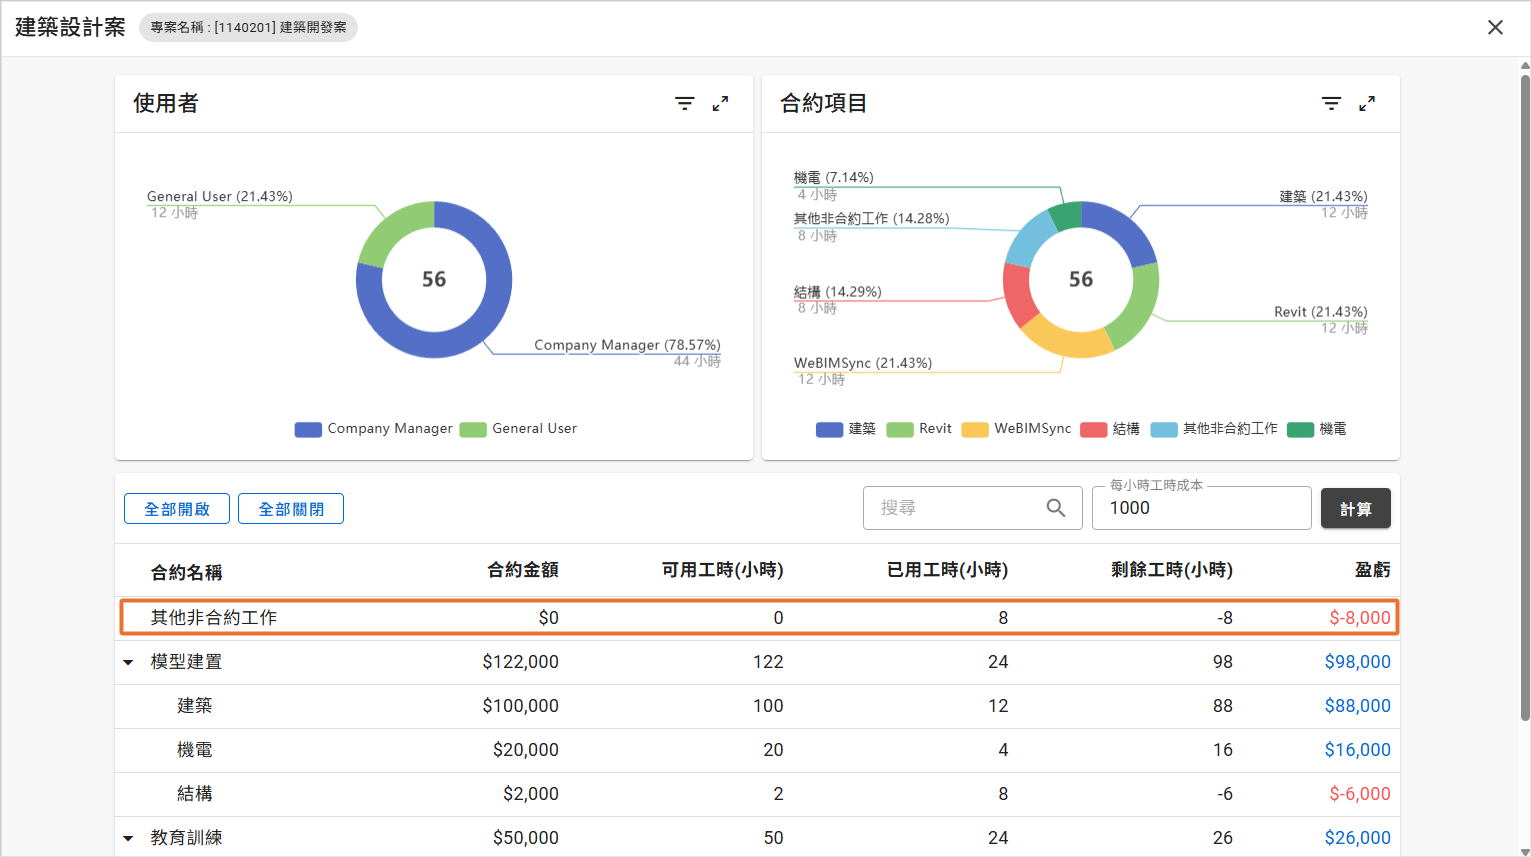 建築設計案
專案名稱 : [1140201] 建築開發案
使用者
General User (21.43%)
12 小時
56
Company Manager (78.57%)
44 小時
Company Manager General User
合約項目
機電 (7.14%)
4 小時
其他非合約工作 (14.28%)
8 小時
結構 (14.29%)
8 小時
WeBIMSync (21.43%)
12 小時
56
建築 (21.43%)
12 小時
Revit (21.43%)
12 小時
建築 Revit WeBIMSync 結構 其他非合約工作 機電
全部開啟 全部關閉 搜尋 每小時工時成本 1000 計算
合約名稱 合約金額 可用工時(小時) 已用工時(小時) 剩餘工時(小時) 盈虧
其他非合約工作 $0 0 8 -8 $-8,000
模型建置 $122,000 122 24 98 $98,000
建築 $100,000 100 12 88 $88,000
機電 $20,000 20 4 16 $16,000
結構 $2,000 2 8 -6 $-6,000
教育訓練 $50,000 50 24 26 $26,000